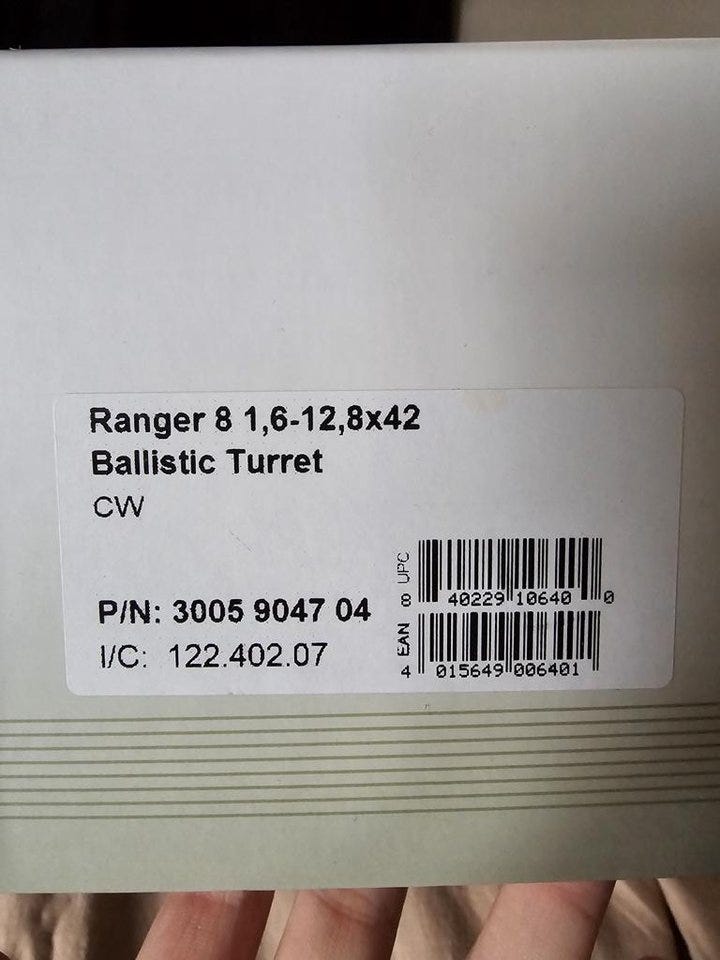 Ranger 8 1,6-12,8x42
Ballistic Turret
CW
P/N: 3005 9047 04
I/C: 122.402.07
UPC
8 40229 10640 0
EAN
4 015649 006401